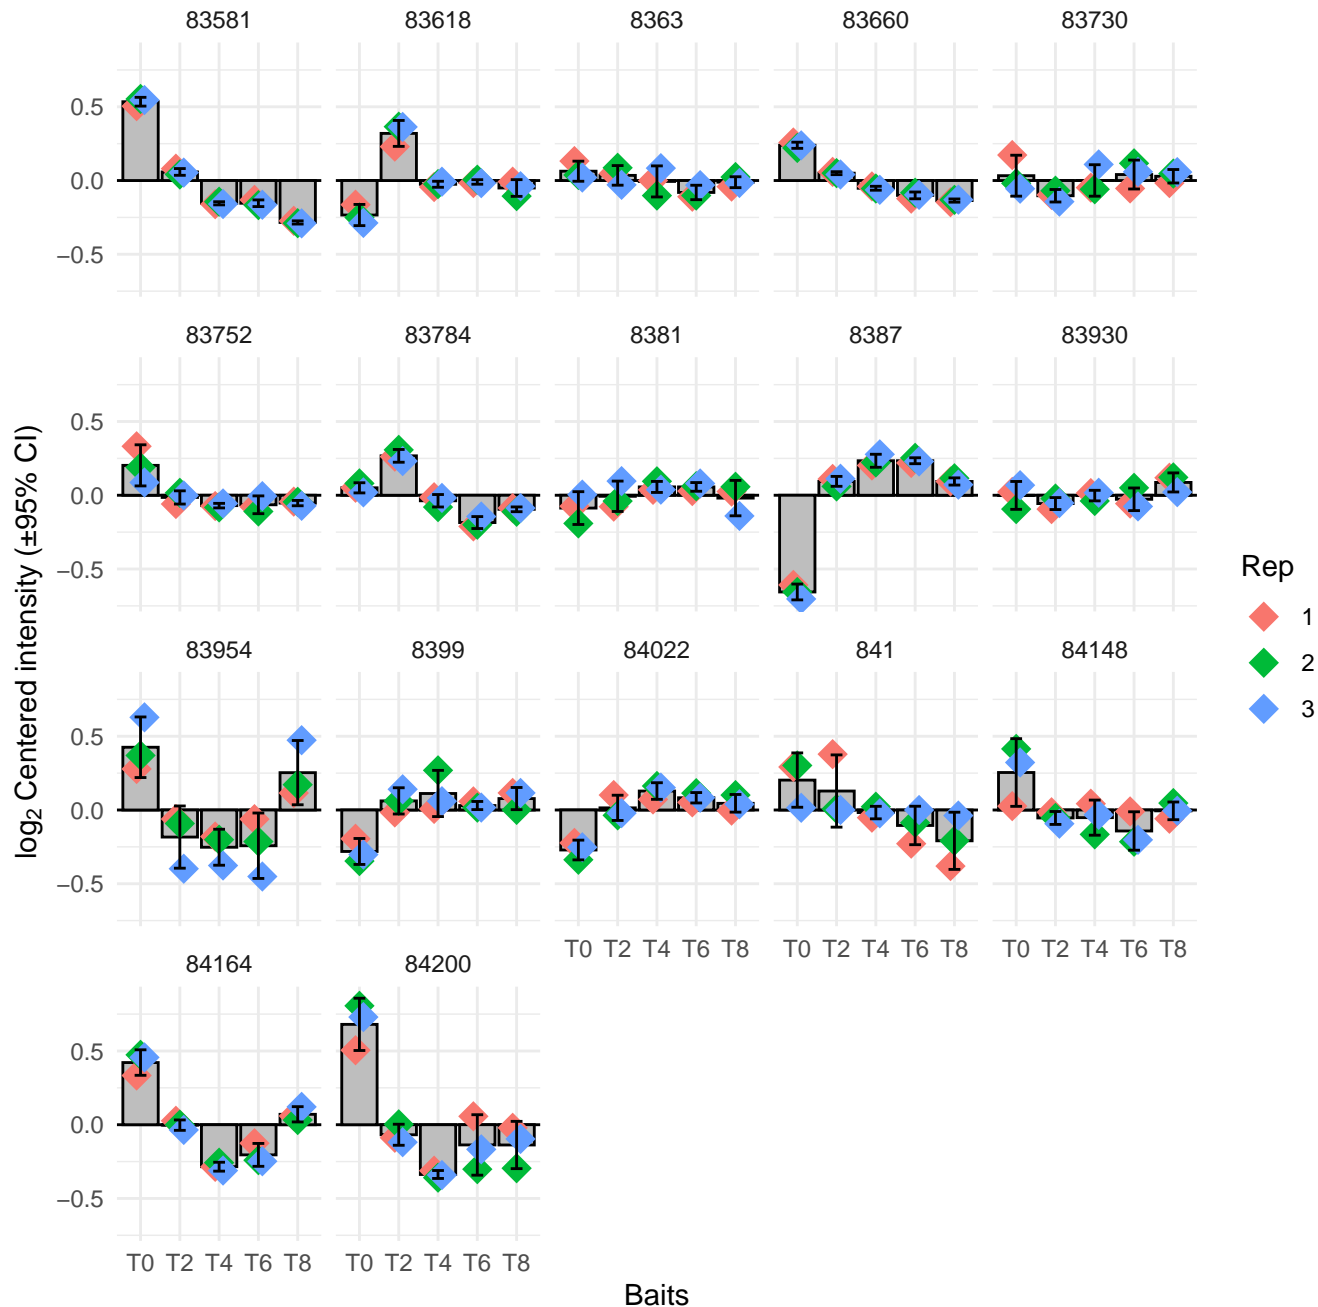 83581 83618 8363 83660 83730
0.5
0.0
−0.5
83752 83784 8381 8387 83930
0.5
0.0
−0.5
83954 8399 84022 841 84148
0.5
0.0
−0.5
T0 T2 T4 T6 T8 T0 T2 T4 T6 T8 T0 T2 T4 T6 T8
84164 84200
0.5
0.0
−0.5
T0 T2 T4 T6 T8 T0 T2 T4 T6 T8
Baits
log₂ Centered intensity (±95% CI)
Rep
1
2
3